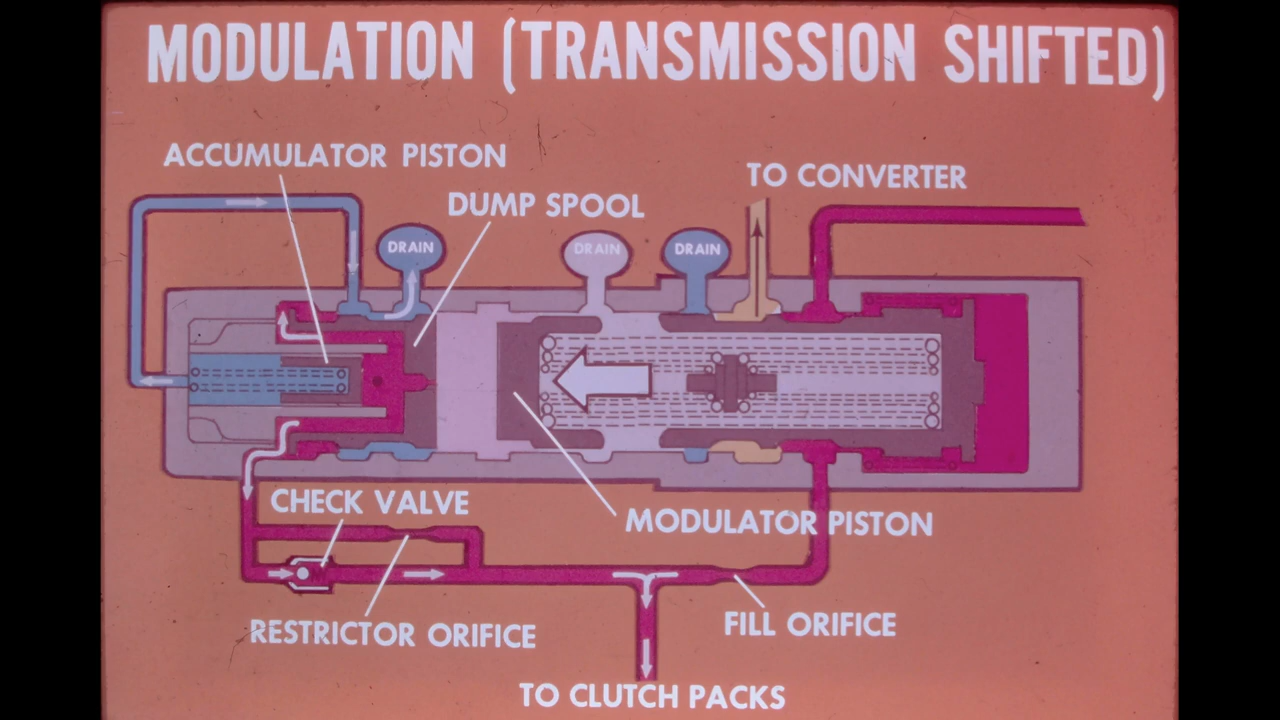 MODULATION (TRANSMISSION SHIFTED)
ACCUMULATOR PISTON
TO CONVERTER
DUMP SPOOL
DRAIN
DRAIN
DRAIN
CHECK VALVE
MODULATOR PISTON
RESTRICTOR ORIFICE
FILL ORIFICE
TO CLUTCH PACKS